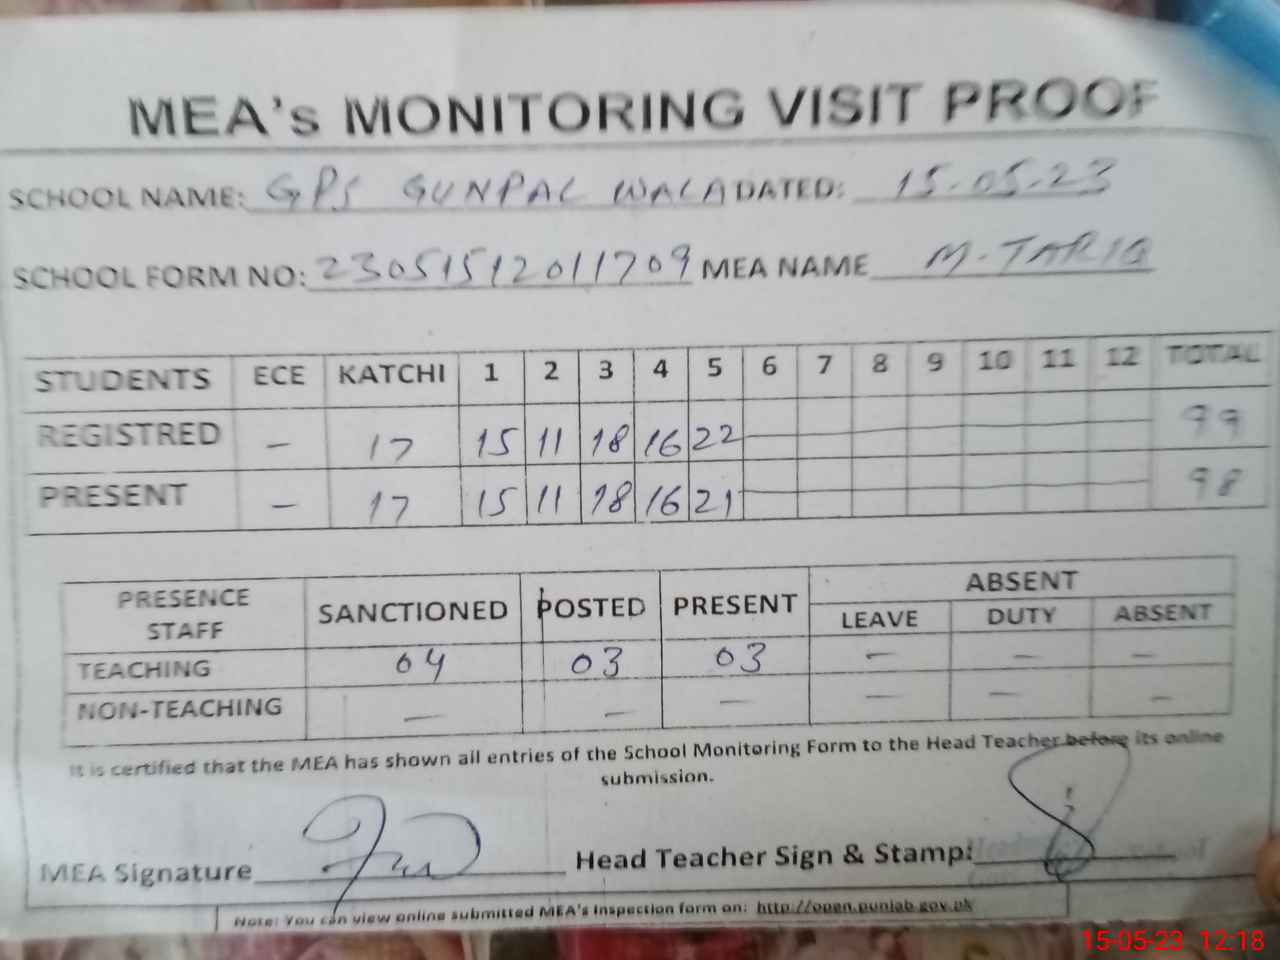 MEA's MONITORING VISIT PROOF
SCHOOL NAME: GPS GUNPAL WALA DATED: 15-05-23
SCHOOL FORM NO: 23051512011709 MEA NAME M-TARIQ
STUDENTS ECE KATCHI 1 2 3 4 5 6 7 8 9 10 11 12 TOTAL
REGISTRED - 17 15 11 18 16 22 99
PRESENT - 17 15 11 18 16 21 98
PRESENCE STAFF SANCTIONED POSTED PRESENT ABSENT
LEAVE DUTY ABSENT
TEACHING 04 03 03 - - -
NON-TEACHING - - - - - -
It is certified that the MEA has shown all entries of the School Monitoring Form to the Head Teacher before its online
submission.
MEA Signature Head Teacher Sign & Stamp:
Note: You can view online submitted MEA's Inspection form on: http://open.punjab.gov.pk
15-05-23 12:18